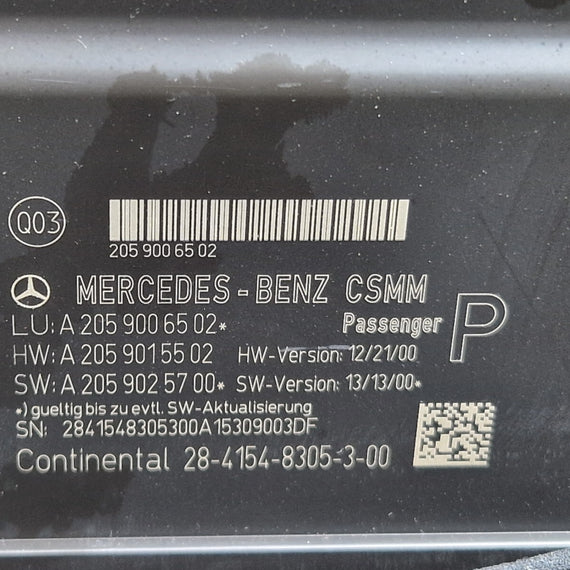 Q03
205 900 65 02
MERCEDES-BENZ CSMM
LU: A 205 900 65 02*
Passenger P
HW: A 205 901 55 02 HW-Version: 12/21/00
SW: A 205 902 57 00* SW-Version: 13/13/00*
*) gueltig bis zu evtl. SW-Aktualisierung
SN: 2841548305300A15309003DF
Continental 28-4154-8305-3-00